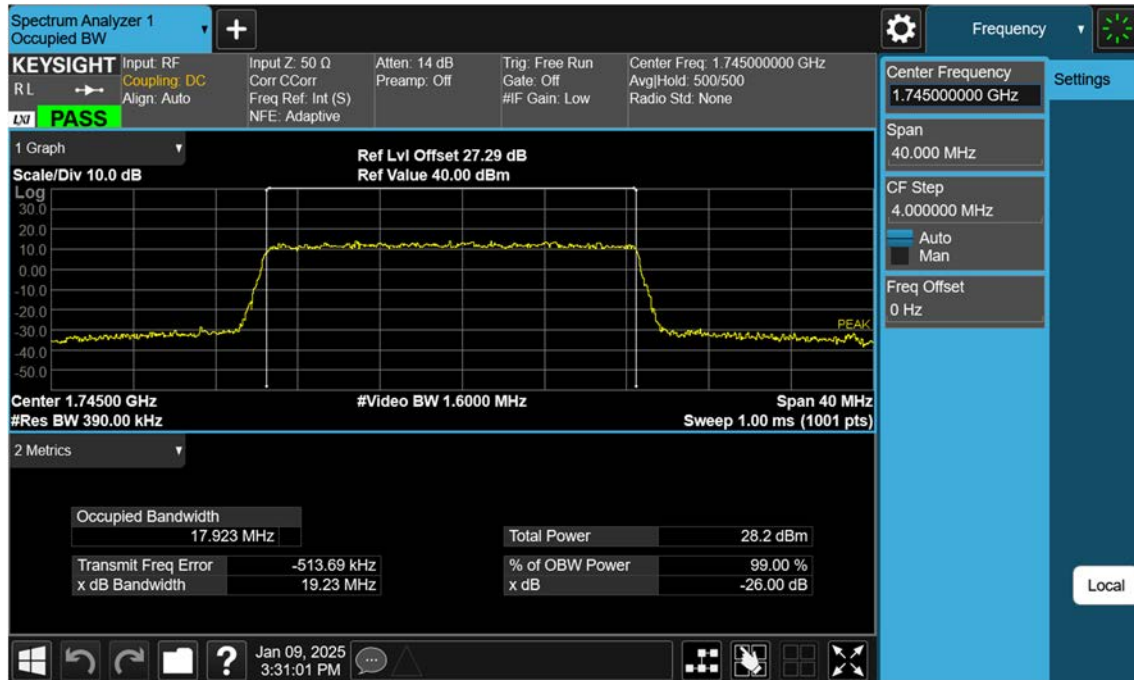 Spectrum Analyzer 1
Occupied BW
Frequency
KEYSIGHT
R L
LXI
PASS
Input: RF
Coupling: DC
Align: Auto
Input Z: 50 Ω
Corr CCorr
Freq Ref: Int (S)
NFE: Adaptive
Atten: 14 dB
Preamp: Off
Trig: Free Run
Gate: Off
#IF Gain: Low
Center Freq: 1.745000000 GHz
Avg|Hold: 500/500
Radio Std: None
Center Frequency
1.745000000 GHz
Settings
Span
40.000 MHz
CF Step
4.000000 MHz
Auto
Man
Freq Offset
0 Hz
1 Graph
Scale/Div 10.0 dB
Ref Lvl Offset 27.29 dB
Ref Value 40.00 dBm
Log
30.0
20.0
10.0
0.00
-10.0
-20.0
-30.0
-40.0
-50.0
PEAK
Center 1.74500 GHz
#Video BW 1.6000 MHz
Span 40 MHz
#Res BW 390.00 kHz
Sweep 1.00 ms (1001 pts)
2 Metrics
Occupied Bandwidth
17.923 MHz
Total Power 28.2 dBm
Transmit Freq Error -513.69 kHz
% of OBW Power 99.00 %
x dB Bandwidth 19.23 MHz
x dB -26.00 dB
Local
?
Jan 09, 2025
3:31:01 PM